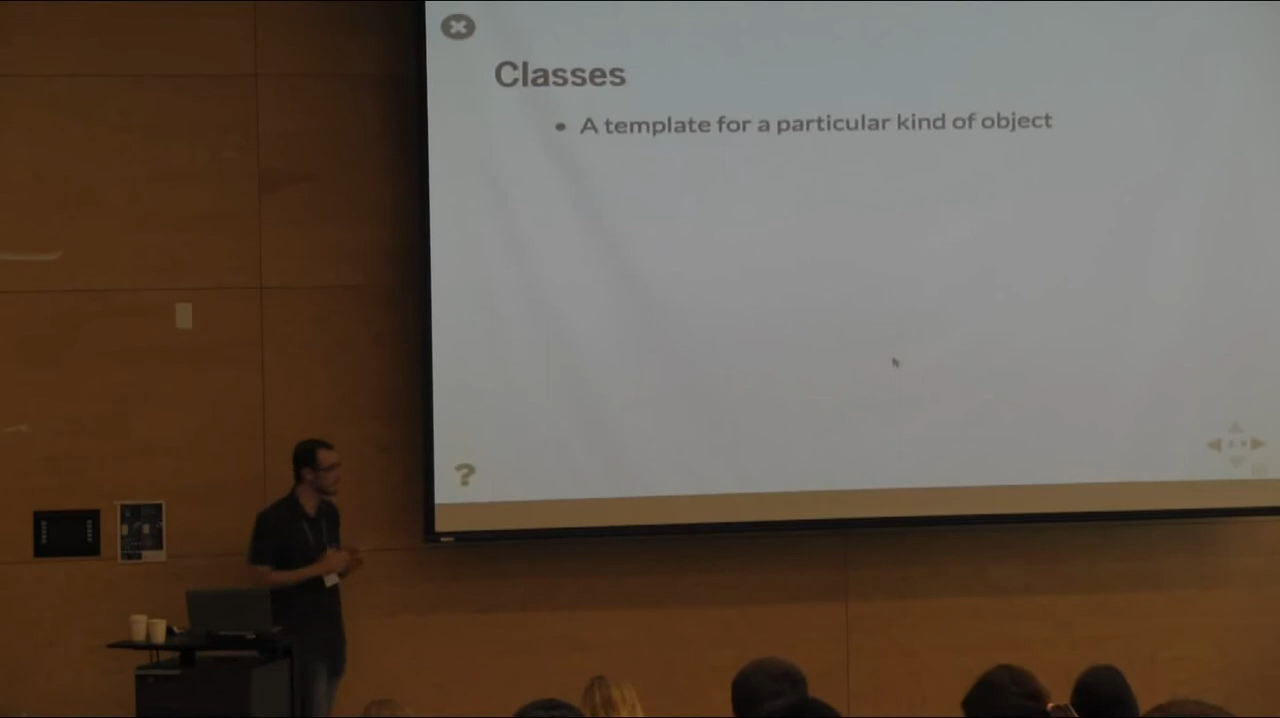 Classes
• A template for a particular kind of object
?